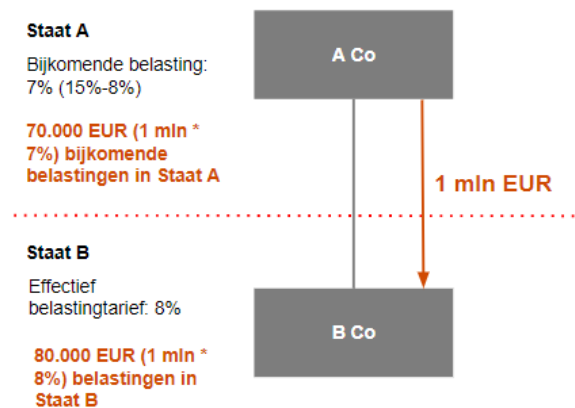 Staat A
Bijkomende belasting:
7% (15%-8%)
70.000 EUR (1 mln *
7%) bijkomende
belastingen in Staat A
A Co
1 mln EUR
Staat B
Effectief
belastingtarief: 8%
80.000 EUR (1 mln *
8%) belastingen in
Staat B
B Co